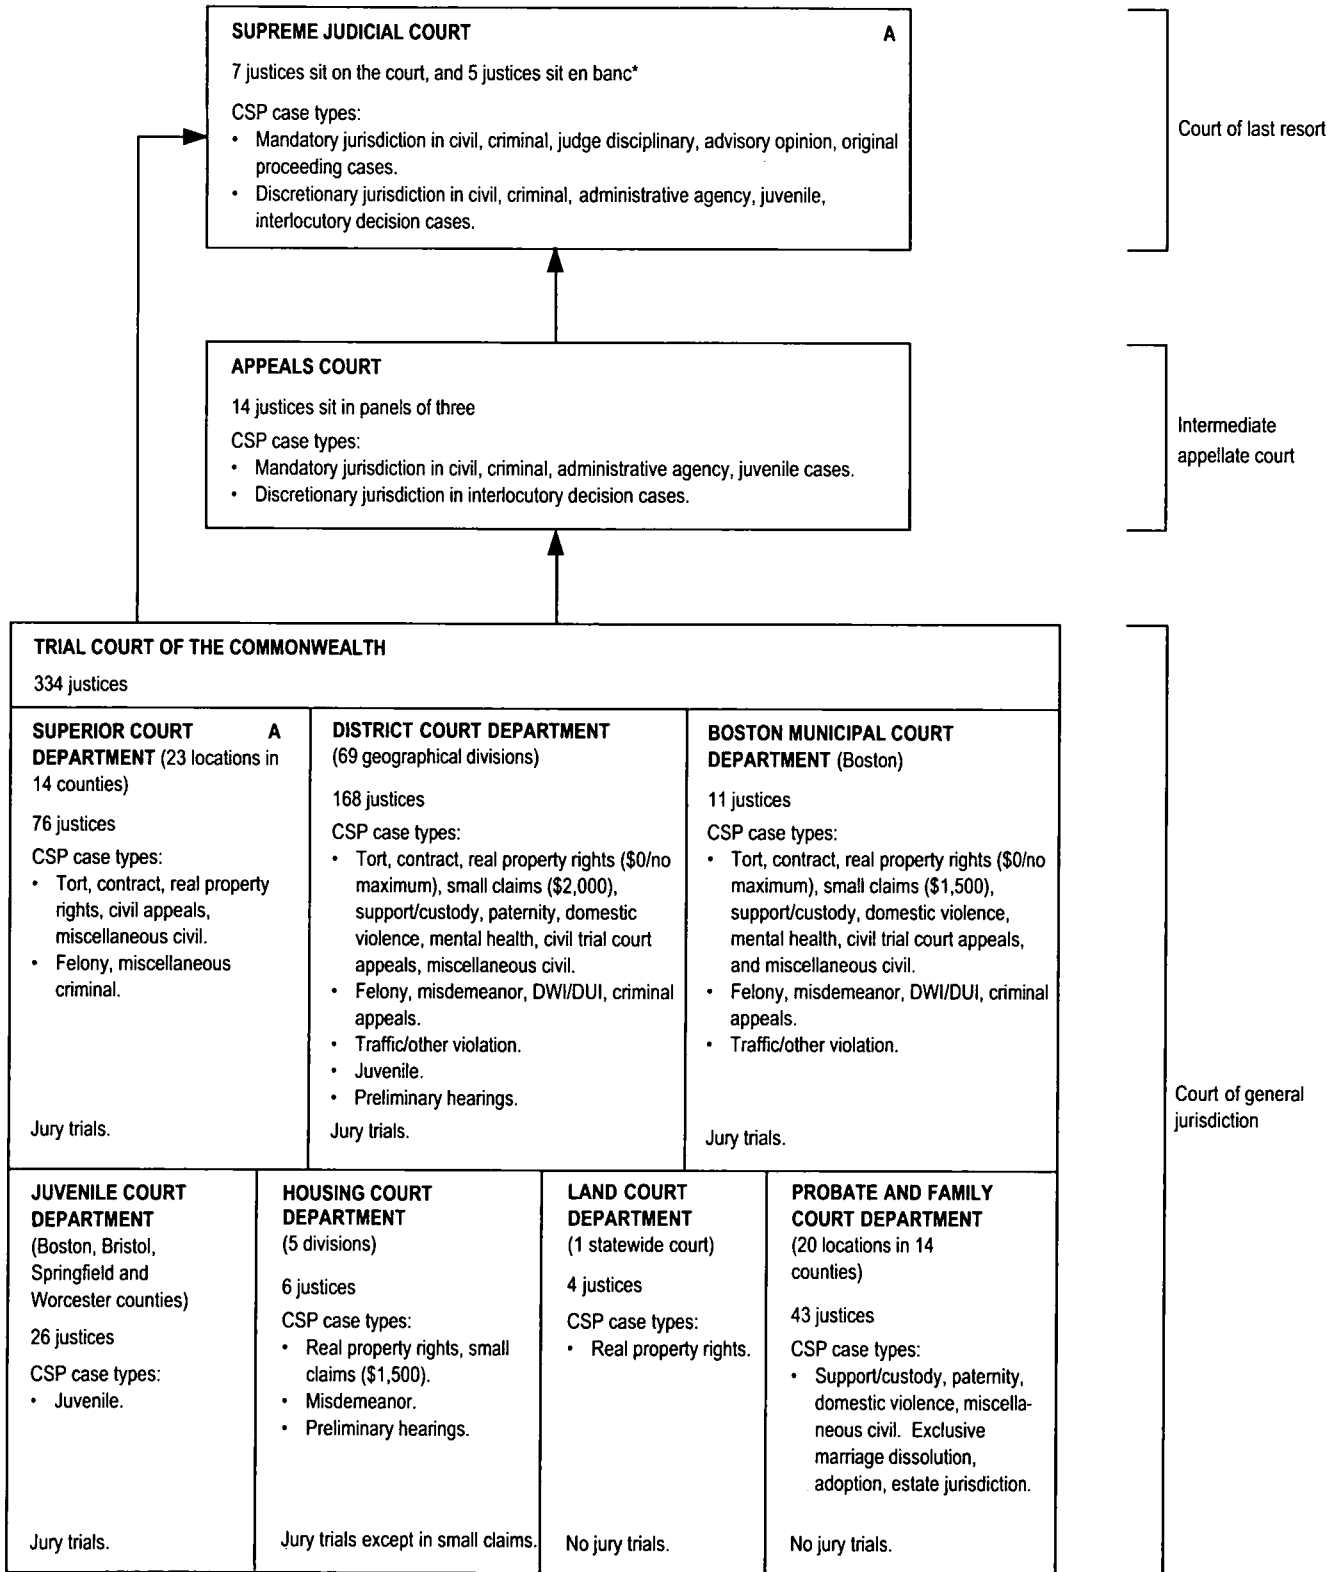 SUPREME JUDICIAL COURT A
7 justices sit on the court, and 5 justices sit en banc*
CSP case types:
• Mandatory jurisdiction in civil, criminal, judge disciplinary, advisory opinion, original
proceeding cases.
• Discretionary jurisdiction in civil, criminal, administrative agency, juvenile,
interlocutory decision cases.
Court of last resort
APPEALS COURT
14 justices sit in panels of three
CSP case types:
• Mandatory jurisdiction in civil, criminal, administrative agency, juvenile cases.
• Discretionary jurisdiction in interlocutory decision cases.
Intermediate
appellate court
TRIAL COURT OF THE COMMONWEALTH
334 justices
SUPERIOR COURT A
DEPARTMENT (23 locations in
14 counties)
76 justices
CSP case types:
• Tort, contract, real property
rights, civil appeals,
miscellaneous civil.
• Felony, miscellaneous
criminal.
Jury trials.
DISTRICT COURT DEPARTMENT
(69 geographical divisions)
168 justices
CSP case types:
• Tort, contract, real property rights ($0/no
maximum), small claims ($2,000),
support/custody, paternity, domestic
violence, mental health, civil trial court
appeals, miscellaneous civil.
• Felony, misdemeanor, DWI/DUI, criminal
appeals.
• Traffic/other violation.
• Juvenile.
• Preliminary hearings.
Jury trials.
BOSTON MUNICIPAL COURT
DEPARTMENT (Boston)
11 justices
CSP case types:
• Tort, contract, real property rights ($0/no
maximum), small claims ($1,500),
support/custody, domestic violence,
mental health, civil trial court appeals,
and miscellaneous civil.
• Felony, misdemeanor, DWI/DUI, criminal
appeals.
• Traffic/other violation.
Jury trials.
Court of general
jurisdiction
JUVENILE COURT
DEPARTMENT
(Boston, Bristol,
Springfield and
Worcester counties)
26 justices
CSP case types:
• Juvenile.
Jury trials.
HOUSING COURT
DEPARTMENT
(5 divisions)
6 justices
CSP case types:
• Real property rights, small
claims ($1,500).
• Misdemeanor.
• Preliminary hearings.
Jury trials except in small claims.
LAND COURT
DEPARTMENT
(1 statewide court)
4 justices
CSP case types:
• Real property rights.
No jury trials.
PROBATE AND FAMILY
COURT DEPARTMENT
(20 locations in 14
counties)
43 justices
CSP case types:
• Support/custody, paternity,
domestic violence, miscella-
neous civil. Exclusive
marriage dissolution,
adoption, estate jurisdiction.
No jury trials.